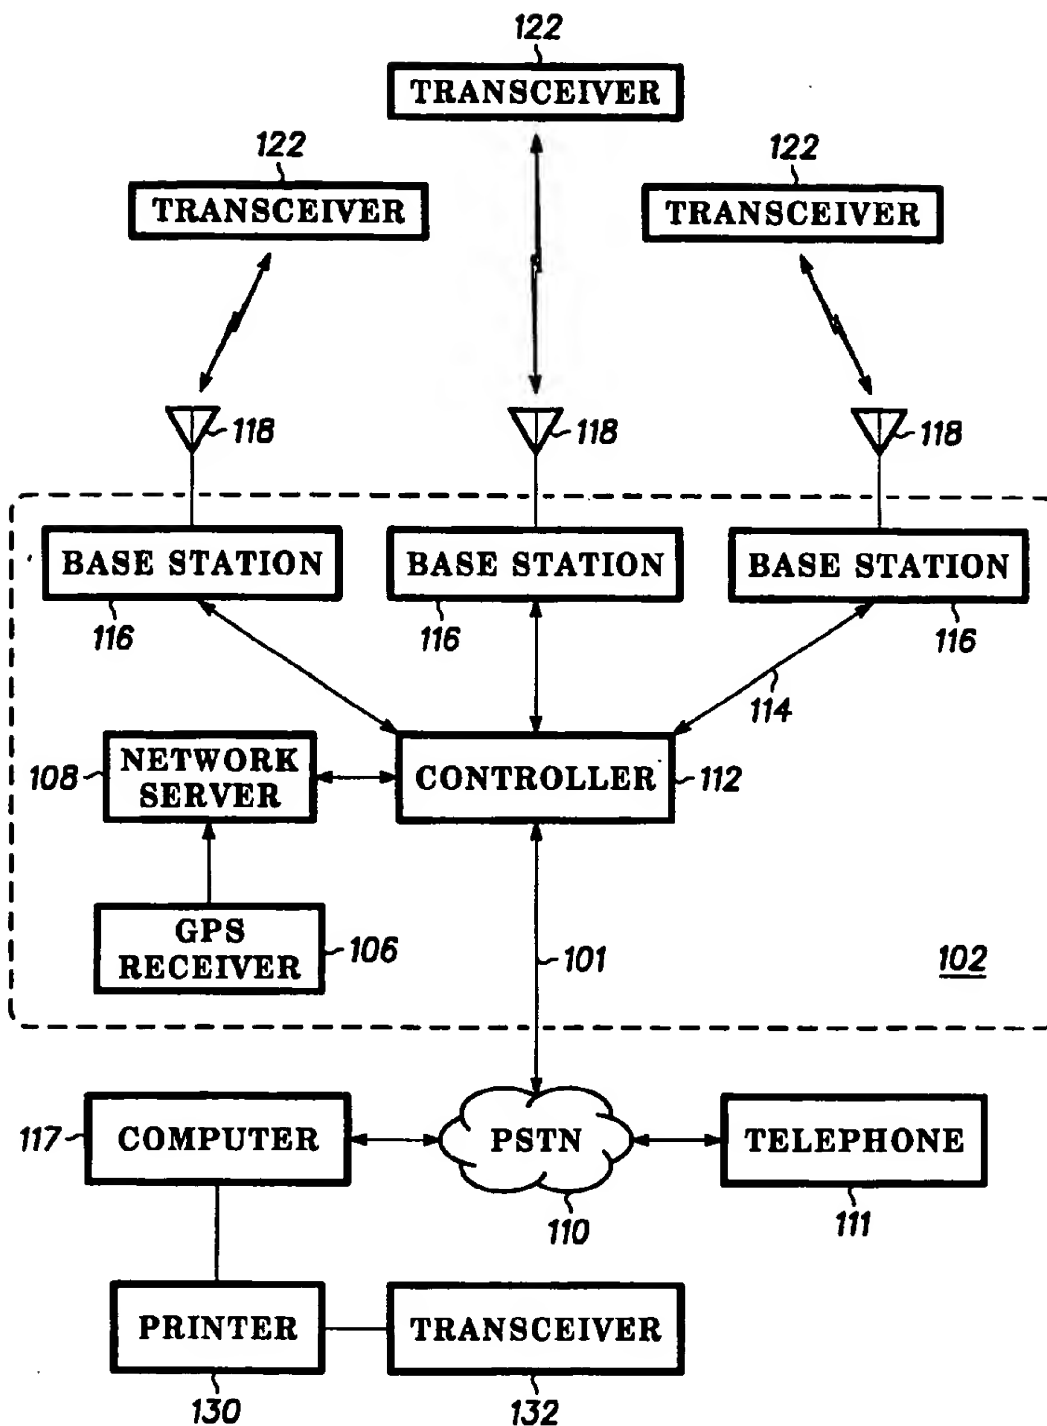 122
TRANSCEIVER
122
TRANSCEIVER
122
TRANSCEIVER
118
118
118
BASE STATION
BASE STATION
BASE STATION
116
116
116
114
108
NETWORK
SERVER
CONTROLLER
112
GPS
RECEIVER
106
101
102
117
COMPUTER
PSTN
TELEPHONE
110
111
PRINTER
TRANSCEIVER
130
132